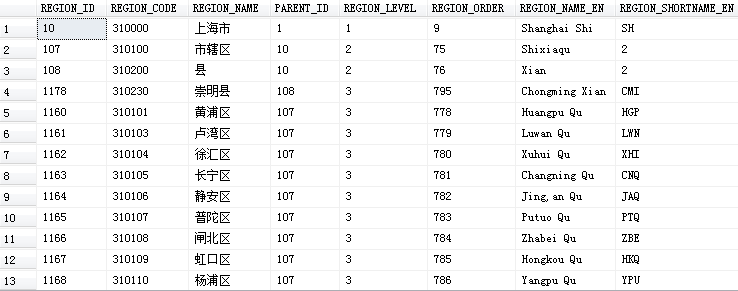 REGION_ID REGION_CODE REGION_NAME PARENT_ID REGION_LEVEL REGION_ORDER REGION_NAME_EN REGION_SHORTNAME_EN
1 10 310000 上海市 1 1 9 Shanghai Shi SH
2 107 310100 市辖区 10 2 75 Shixiaqu 2
3 108 310200 县 10 2 76 Xian 2
4 1178 310230 崇明县 108 3 795 Chongming Xian CMI
5 1160 310101 黄浦区 107 3 778 Huangpu Qu HGP
6 1161 310103 卢湾区 107 3 779 Luwan Qu LWN
7 1162 310104 徐汇区 107 3 780 Xuhui Qu XHI
8 1163 310105 长宁区 107 3 781 Changning Qu CNQ
9 1164 310106 静安区 107 3 782 Jing,an Qu JAQ
10 1165 310107 普陀区 107 3 783 Putuo Qu PTQ
11 1166 310108 闸北区 107 3 784 Zhabei Qu ZBE
12 1167 310109 虹口区 107 3 785 Hongkou Qu HKQ
13 1168 310110 杨浦区 107 3 786 Yangpu Qu YPU